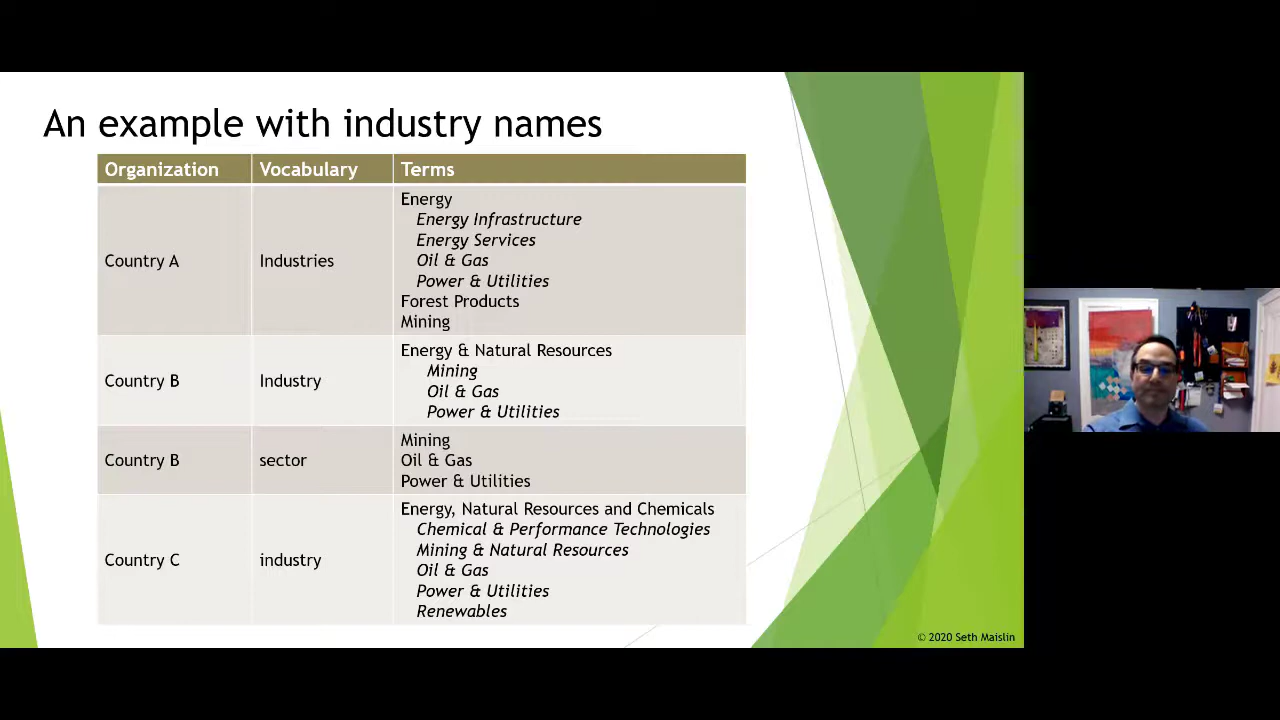 An example with industry names
Organization Vocabulary Terms
Country A Industries
Energy
Energy Infrastructure
Energy Services
Oil & Gas
Power & Utilities
Forest Products
Mining
Country B Industry
Energy & Natural Resources
Mining
Oil & Gas
Power & Utilities
Country B sector
Mining
Oil & Gas
Power & Utilities
Country C industry
Energy, Natural Resources and Chemicals
Chemical & Performance Technologies
Mining & Natural Resources
Oil & Gas
Power & Utilities
Renewables
© 2020 Seth Maislin